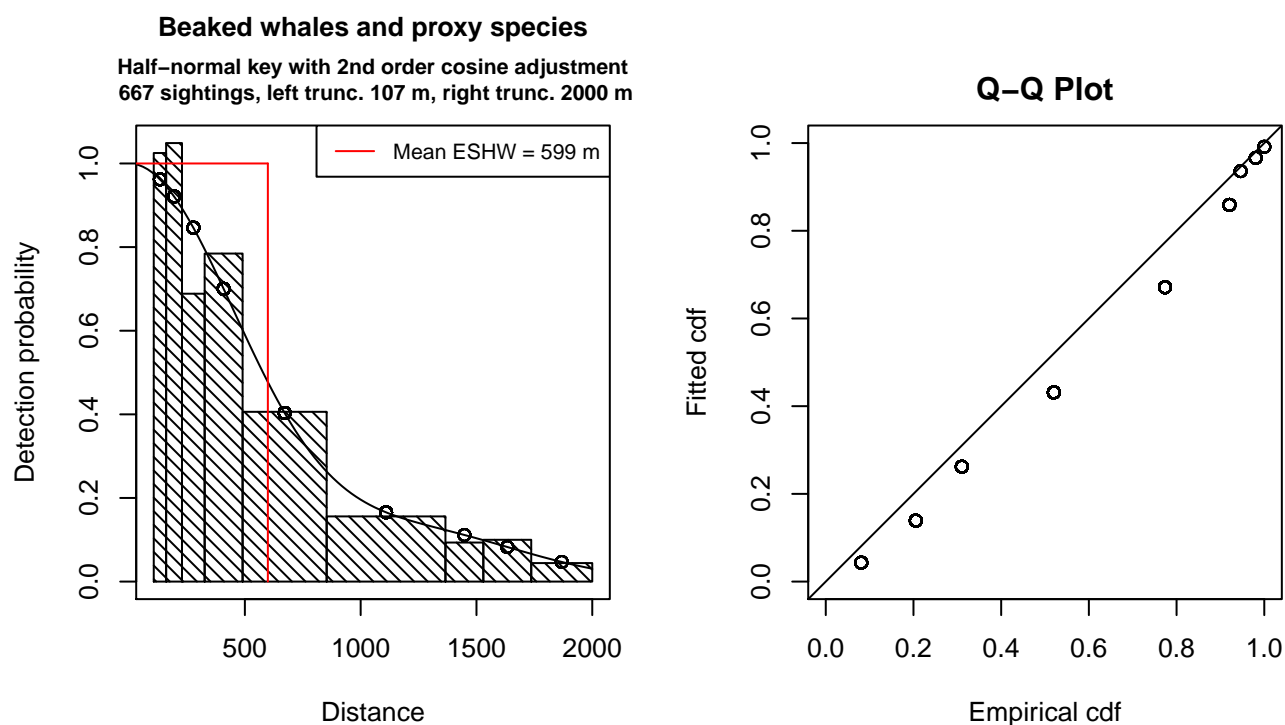 Beaked whales and proxy species
Half−normal key with 2nd order cosine adjustment
667 sightings, left trunc. 107 m, right trunc. 2000 m
Mean ESHW = 599 m
Detection probability
0.0 0.2 0.4 0.6 0.8 1.0
500 1000 1500 2000
Distance
Q−Q Plot
Fitted cdf
0.0 0.2 0.4 0.6 0.8 1.0
0.0 0.2 0.4 0.6 0.8 1.0
Empirical cdf